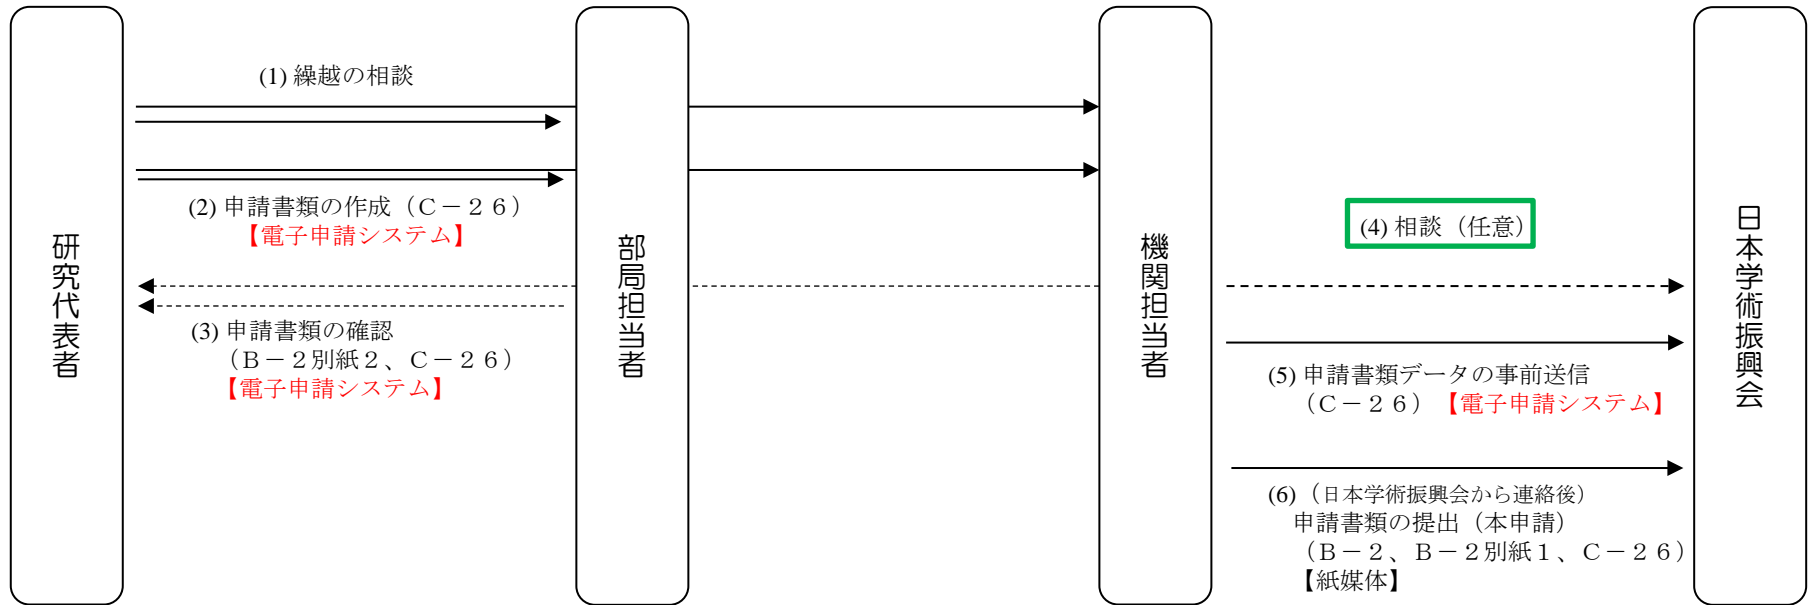 (1) 繰越の相談
(2) 申請書類の作成（Ｃ－２６）
【電子申請システム】
(3) 申請書類の確認
（Ｂ－２別紙２、Ｃ－２６）
【電子申請システム】
(4) 相談（任意）
(5) 申請書類データの事前送信
（Ｃ－２６）【電子申請システム】
(6)（日本学術振興会から連絡後）
申請書類の提出（本申請）
（Ｂ－２、Ｂ－２別紙１、Ｃ－２６）
【紙媒体】
研究代表者
部局担当者
機関担当者
日本学術振興会